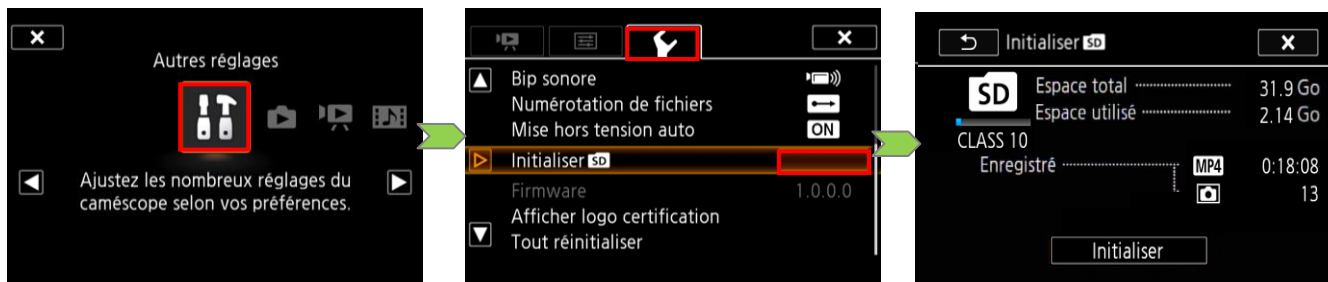 Autres réglages
Ajustez les nombreux réglages du
caméscope selon vos préférences.
Bip sonore
Numérotation de fichiers
Mise hors tension auto ON
Initialiser SD
Firmware 1.0.0.0
Afficher logo certification
Tout réinitialiser
Initialiser SD
SD Espace total 31.9 Go
Espace utilisé 2.14 Go
CLASS 10
Enregistré MP4 0:18:08
13
Initialiser